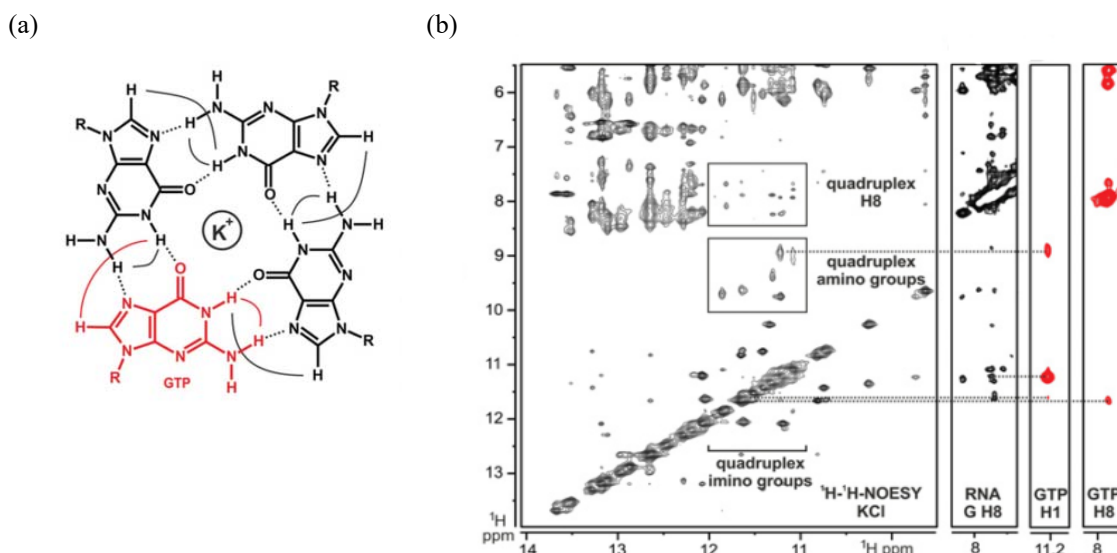 (a)
(b)
H
R
N
N
N
N
O
N
H
H
N
H
H
N
H
H
N
N
N
O
N
R
H
K+
H
N
H
H
N
O
N
N
N
R
H
H
O
N
N
N
N
R
H
N
H
H
GTP
6
7
8
9
10
11
12
13
1H
ppm
quadruplex
H8
quadruplex
amino groups
quadruplex
imino groups
1H-1H-NOESY
KCl
RNA
G H8
GTP
H1
GTP
H8
14
13
12
11
1H ppm
8
11.2
8